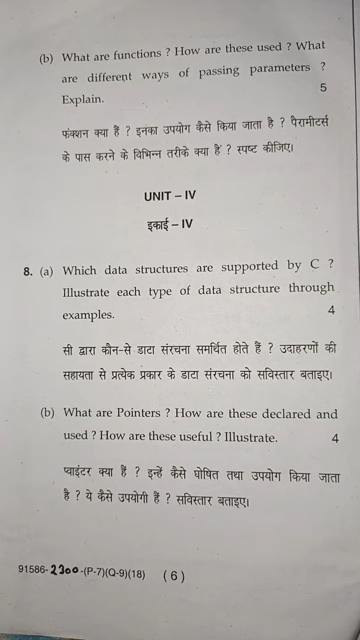 (b) What are functions ? How are these used ? What
are different ways of passing parameters ?
Explain. 5
फंक्शन क्या हैं ? इनका उपयोग कैसे किया जाता है ? पैरामीटर्स
के पास करने के विभिन्न तरीके क्या हैं ? स्पष्ट कीजिए।
UNIT – IV
इकाई – IV
8. (a) Which data structures are supported by C ?
Illustrate each type of data structure through
examples. 4
सी द्वारा कौन-से डाटा संरचना समर्थित होते हैं ? उदाहरणों की
सहायता से प्रत्येक प्रकार के डाटा संरचना को सविस्तार बताइए।
(b) What are Pointers ? How are these declared and
used ? How are these useful ? Illustrate. 4
प्वाइंटर क्या हैं ? इन्हें कैसे घोषित तथा उपयोग किया जाता
है ? ये कैसे उपयोगी हैं ? सविस्तार बताइए।
91586-2300-(P-7)(Q-9)(18) (6)